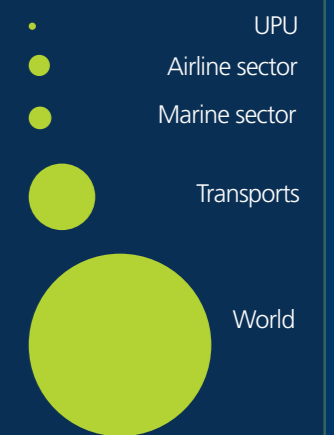 UPU
Airline sector
Marine sector
Transports
World